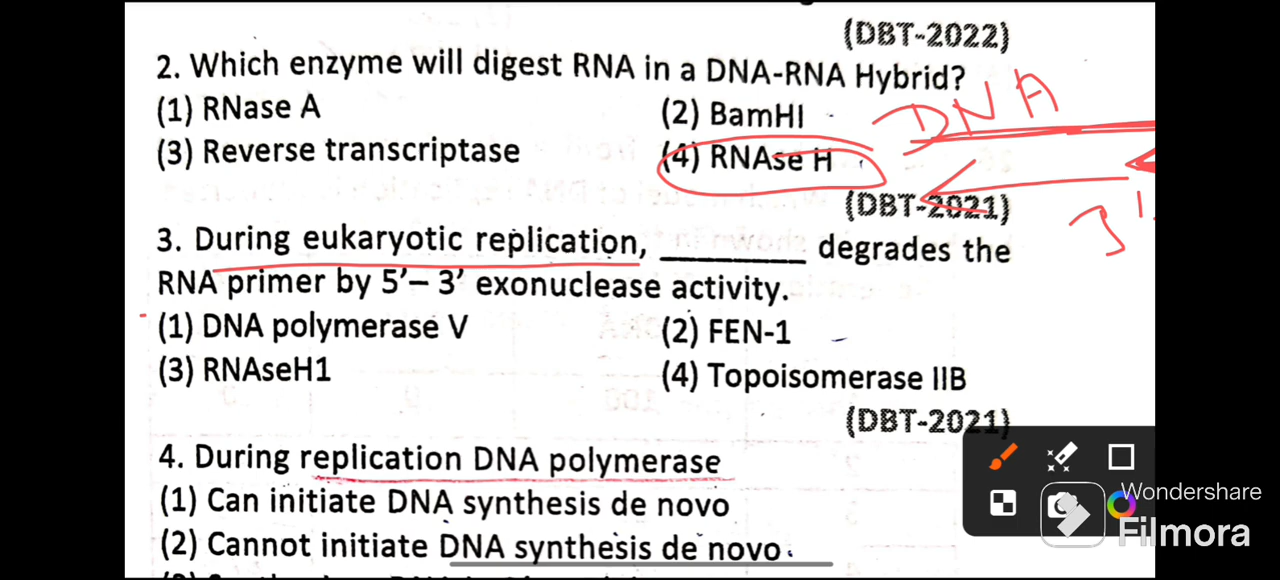 (DBT-2022)
2. Which enzyme will digest RNA in a DNA-RNA Hybrid?
(1) RNase A (2) BamHI
DNA
(3) Reverse transcriptase (4) RNAse H
(DBT-2021)
3'
3. During eukaryotic replication, ________ degrades the
RNA primer by 5’– 3’ exonuclease activity.
(1) DNA polymerase V (2) FEN-1
(3) RNAseH1 (4) Topoisomerase IIB
(DBT-2021)
4. During replication DNA polymerase
(1) Can initiate DNA synthesis de novo
(2) Cannot initiate DNA synthesis de novo
Wondershare
Filmora